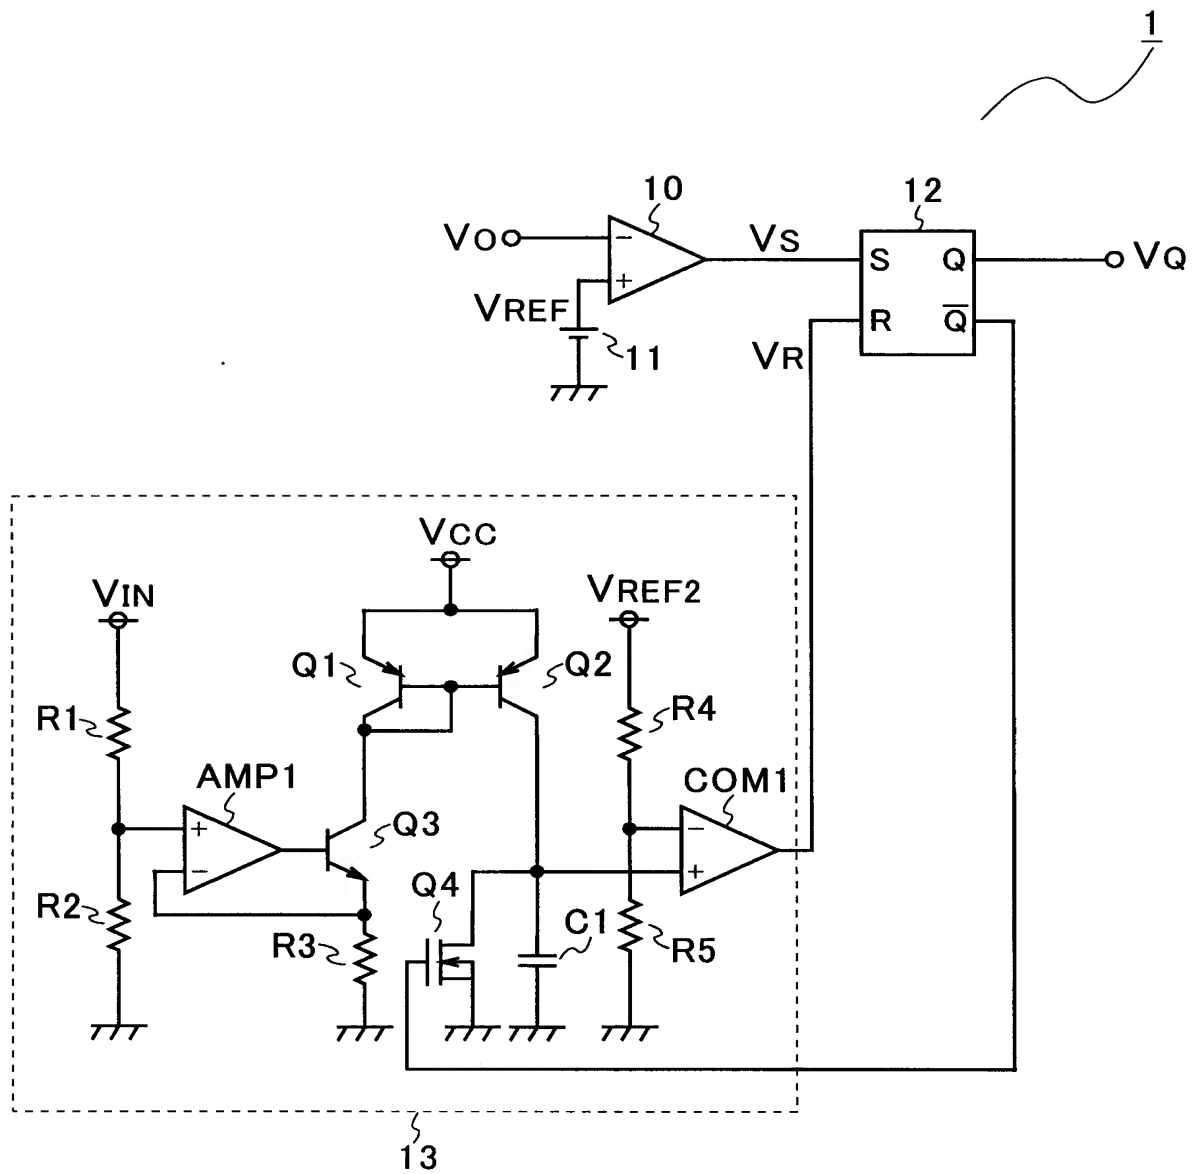 1
10
12
VO
−
VS
S
Q
VQ
+
VREF
R
Q̅
11
VR
VCC
VIN
VREF2
Q1
Q2
R1
R4
AMP1
COM1
+
Q3
−
−
+
Q4
R2
C1
R3
R5
13